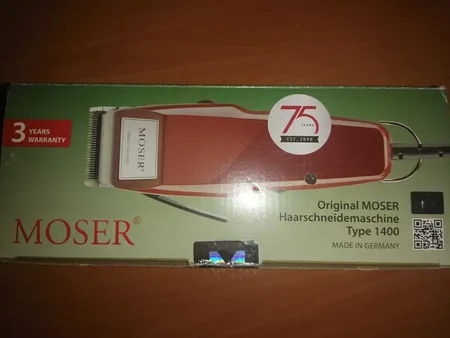 3 YEARS
WARRANTY
MOSER
75
YEARS
EST. 1946
MOSER®
Original MOSER
Haarschneidemaschine
Type 1400
MADE IN GERMANY